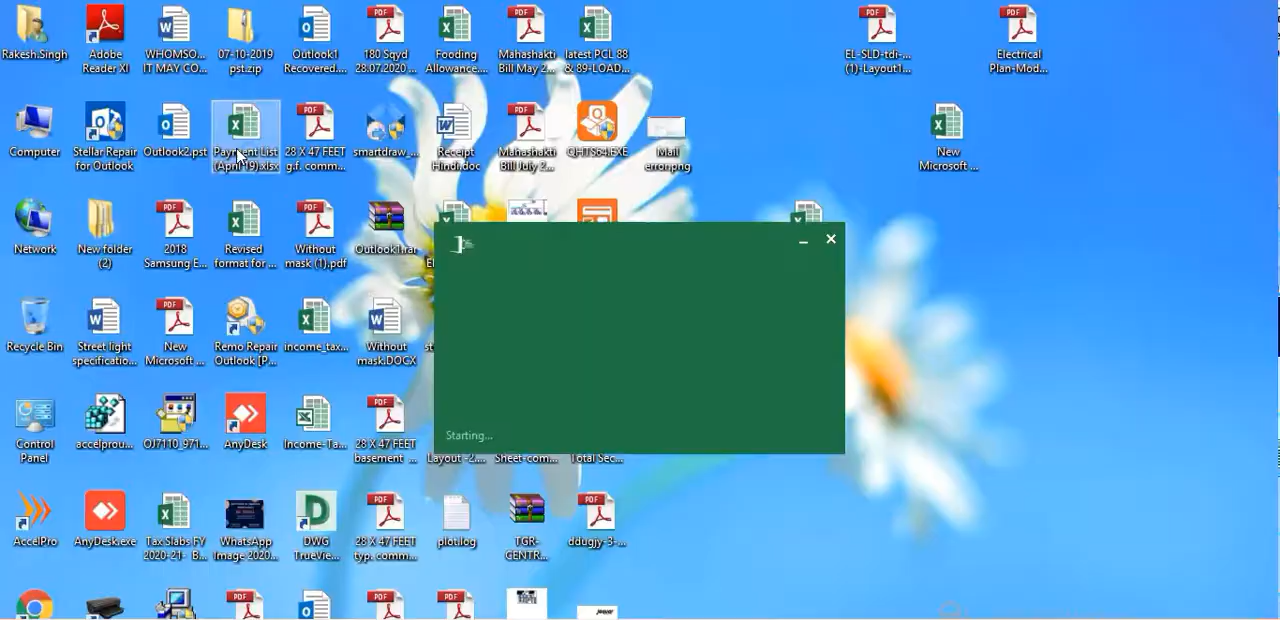 Rakesh.Singh
Adobe
Reader XI
WHOMSO...
IT MAY CO...
07-10-2019
pst.zip
Outlook1
Recovered...
180 Sqyd
28.07.2020 ...
Fooding
Allowance....
Mahashakti
Bill May 2...
latest PCL 88
& 89-LOAD...
EL-SLD-tdi-...
(1)-Layout1...
Electrical
Plan-Mod...
Computer
Stellar Repair
for Outlook
Outlook2.pst
Payment List
(April'19).xlsx
28 X 47 FEET
g.f. comm...
smartdraw_...
Receipt
Hindi.doc
Mahashakti
Bill July 2...
QHTS64.EXE
Mail
error.png
New
Microsoft ...
Network
New folder
(2)
2018
Samsung E...
Revised
format for ...
Without
mask (1).pdf
Outlook1.rar
Recycle Bin
Street light
specificatio...
New
Microsoft ...
Remo Repair
Outlook [P...
income_tax...
Without
mask.DOCX
st
Starting...
Control
Panel
accelprou...
OJ7110_971...
AnyDesk
Income-Ta...
28 X 47 FEET
basement ...
Layout -2....
Sheet-com...
Total Sec...
AccelPro
AnyDesk.exe
Tax Slabs FY
2020-21- B...
WhatsApp
Image 2020...
DWG
TrueVie...
28 X 47 FEET
typ. comm...
plot.log
TGR-
CENTR...
ddugjy-3-...